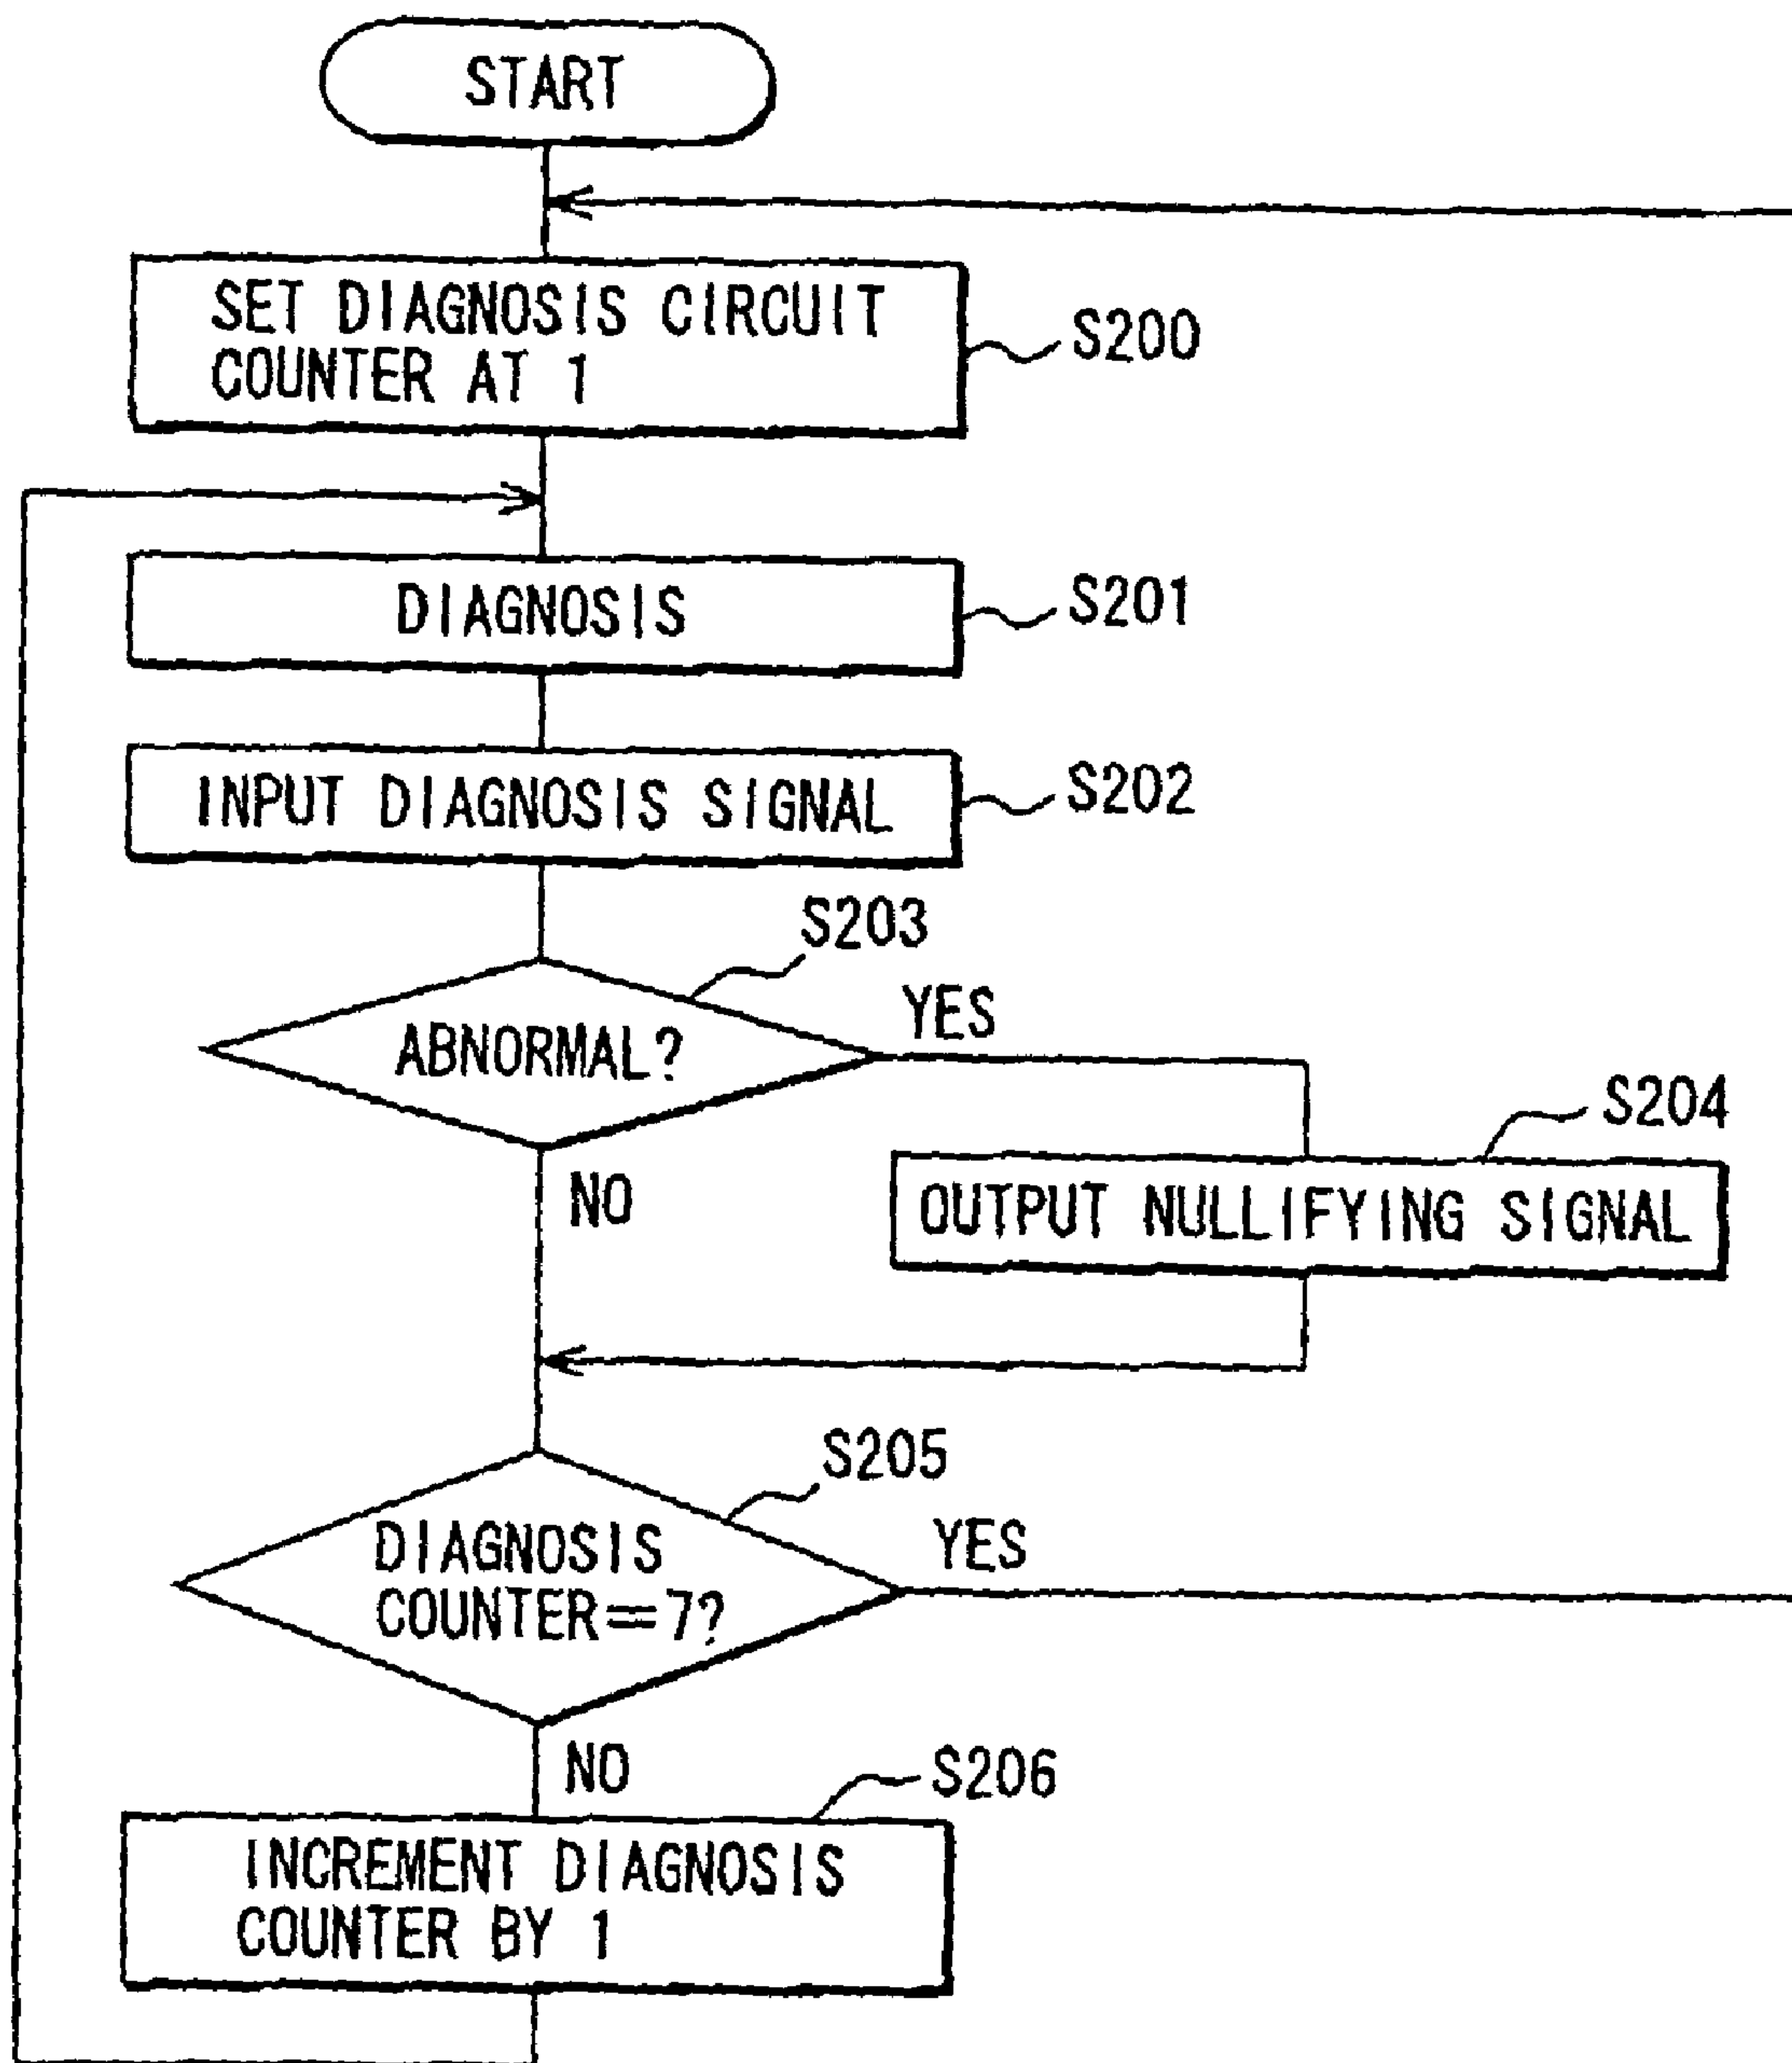 START
SET DIAGNOSIS CIRCUIT
COUNTER AT 1
S200
DIAGNOSIS
S201
INPUT DIAGNOSIS SIGNAL
S202
S203
ABNORMAL?
YES
NO
S204
OUTPUT NULLIFYING SIGNAL
S205
DIAGNOSIS
COUNTER==7?
YES
NO
S206
INCREMENT DIAGNOSIS
COUNTER BY 1